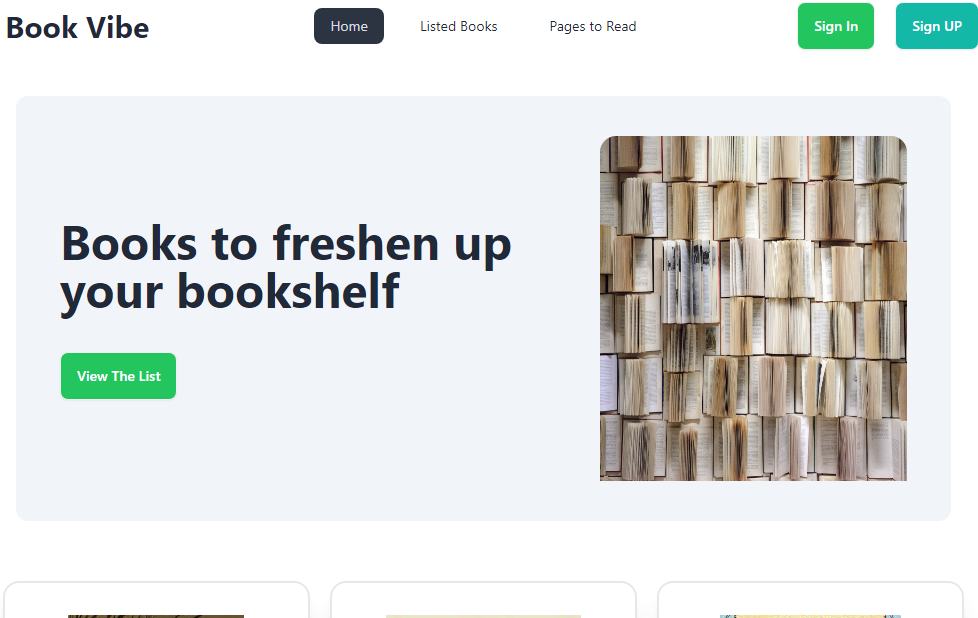 Book Vibe
Home
Listed Books
Pages to Read
Sign In
Sign UP
Books to freshen up
your bookshelf
View The List